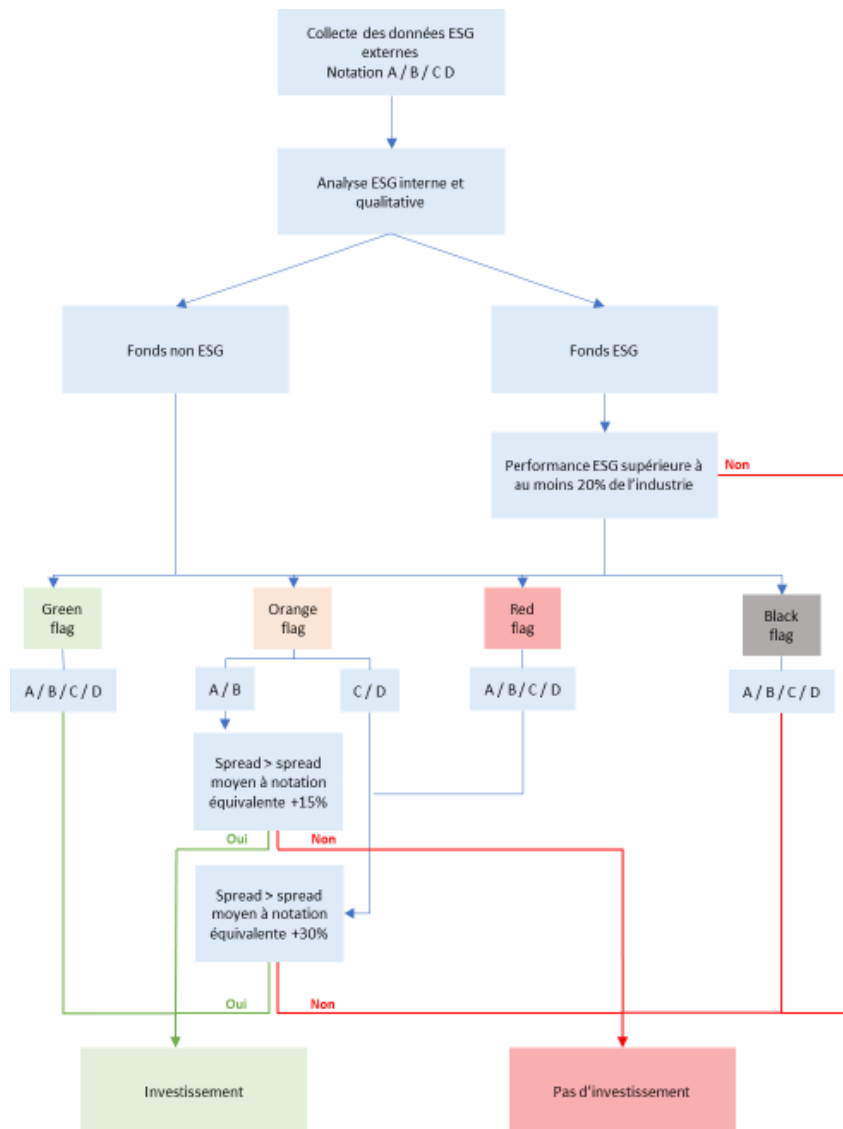 Collecte des données ESG
externes
Notation A / B / C D
Analyse ESG interne et
qualitative
Fonds non ESG
Fonds ESG
Performance ESG supérieure à
au moins 20% de l'industrie
Non
Green
flag
Orange
flag
Red
flag
Black
flag
A / B / C / D
A / B
C / D
A / B / C / D
A / B / C / D
Spread > spread
moyen à notation
équivalente +15%
Oui
Non
Spread > spread
moyen à notation
équivalente +30%
Oui
Non
Investissement
Pas d'investissement